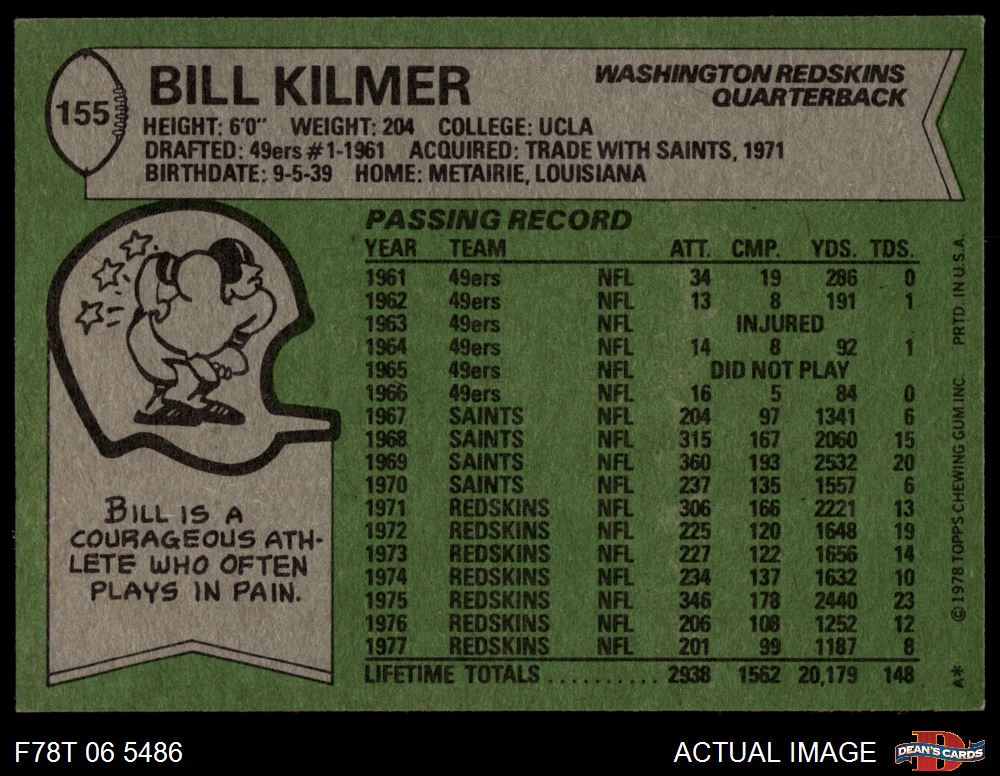 155
BILL KILMER
WASHINGTON REDSKINS
QUARTERBACK
HEIGHT: 6'0" WEIGHT: 204 COLLEGE: UCLA
DRAFTED: 49ers #1-1961 ACQUIRED: TRADE WITH SAINTS, 1971
BIRTHDATE: 9-5-39 HOME: METAIRIE, LOUISIANA
PASSING RECORD
YEAR TEAM ATT. CMP. YDS. TDS.
1961 49ers NFL 34 19 286 0
1962 49ers NFL 13 8 191 1
1963 49ers NFL INJURED
1964 49ers NFL 14 8 92 1
1965 49ers NFL DID NOT PLAY
1966 49ers NFL 16 5 84 0
1967 SAINTS NFL 204 97 1341 6
1968 SAINTS NFL 315 167 2060 15
1969 SAINTS NFL 360 193 2532 20
1970 SAINTS NFL 237 135 1557 6
1971 REDSKINS NFL 306 166 2221 13
1972 REDSKINS NFL 225 120 1648 19
1973 REDSKINS NFL 227 122 1656 14
1974 REDSKINS NFL 234 137 1632 10
1975 REDSKINS NFL 346 178 2440 23
1976 REDSKINS NFL 206 108 1252 12
1977 REDSKINS NFL 201 99 1187 8
LIFETIME TOTALS .......... 2938 1562 20,179 148
BILL IS A
COURAGEOUS ATH-
LETE WHO OFTEN
PLAYS IN PAIN.
A* © 1978 TOPPS CHEWING GUM INC. PRTD. IN U.S.A.
F78T 06 5486
ACTUAL IMAGE
DEAN'S CARDS